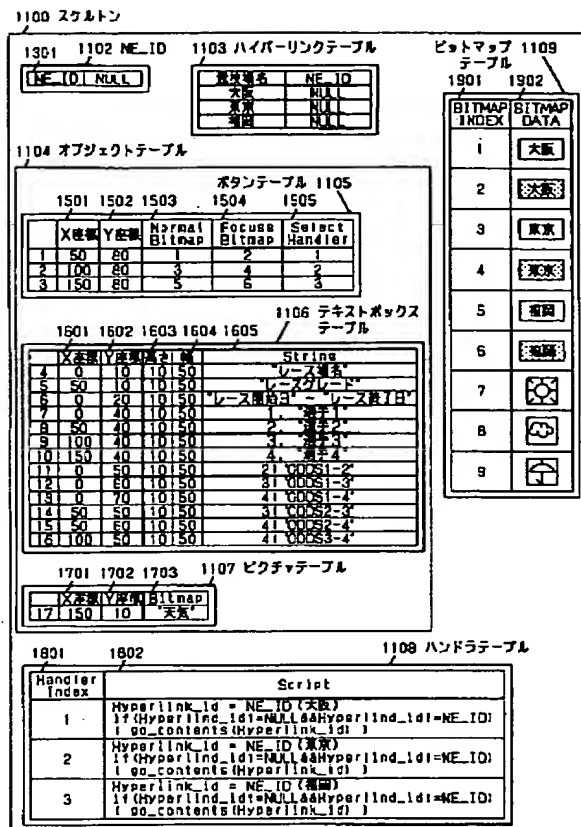 1100 スケルトン
1301 1102 NE_ID
NE_ID NULL
1103 ハイパーリンクテーブル
競技場名 NE_ID
大阪 NULL
東京 NULL
福岡 NULL
ビットマップ 1109
テーブル
1901 1902
BITMAP INDEX BITMAP DATA
1 大阪
2 大阪
3 東京
4 東京
5 福岡
6 福岡
7
8
9
1104 オブジェクトテーブル
ボタンテーブル 1105
1501 1502 1503 1504 1505
X座標 Y座標 Normal Bitmap Focuse Bitmap Select Handler
1 50 80 1 2 1
2 100 80 3 4 2
3 150 80 5 6 3
1106 テキストボックス
テーブル
1601 1602 1603 1604 1605
X座標 Y座標 高さ 幅 String
4 0 10 10 50 "レース場名"
5 50 10 10 50 "レースグレード"
6 0 20 10 50 "レース開始日" ~ "レース終了日"
7 0 40 10 50 1. "選手1"
8 50 40 10 50 2. "選手2"
9 100 40 10 50 3. "選手3"
10 150 40 10 50 4. "選手4"
11 0 50 10 50 2| "ODDS1-2"
12 0 60 10 50 3| "ODDS1-3"
13 0 70 10 50 4| "ODDS1-4"
14 50 50 10 50 3| "ODDS2-3"
15 50 60 10 50 4| "ODDS2-4"
16 100 50 10 50 4| "ODDS3-4"
1701 1702 1703 1107 ピクチャテーブル
X座標 Y座標 Bitmap
17 150 10 "天気"
1801 1802 1108 ハンドラテーブル
Handler Index Script
1
Hyperlink_id = NE_ID(大阪)
if(Hyperlind_id!=NULL&&Hyperlind_id!=NE_ID)
{ go_contents(Hyperlink_id) }
2
Hyperlink_id = NE_ID(東京)
if(Hyperlind_id!=NULL&&Hyperlind_id!=NE_ID)
{ go_contents(Hyperlink_id) }
3
Hyperlink_id = NE_ID(福岡)
if(Hyperlind_id!=NULL&&Hyperlind_id!=NE_ID)
{ go_contents(Hyperlink_id) }